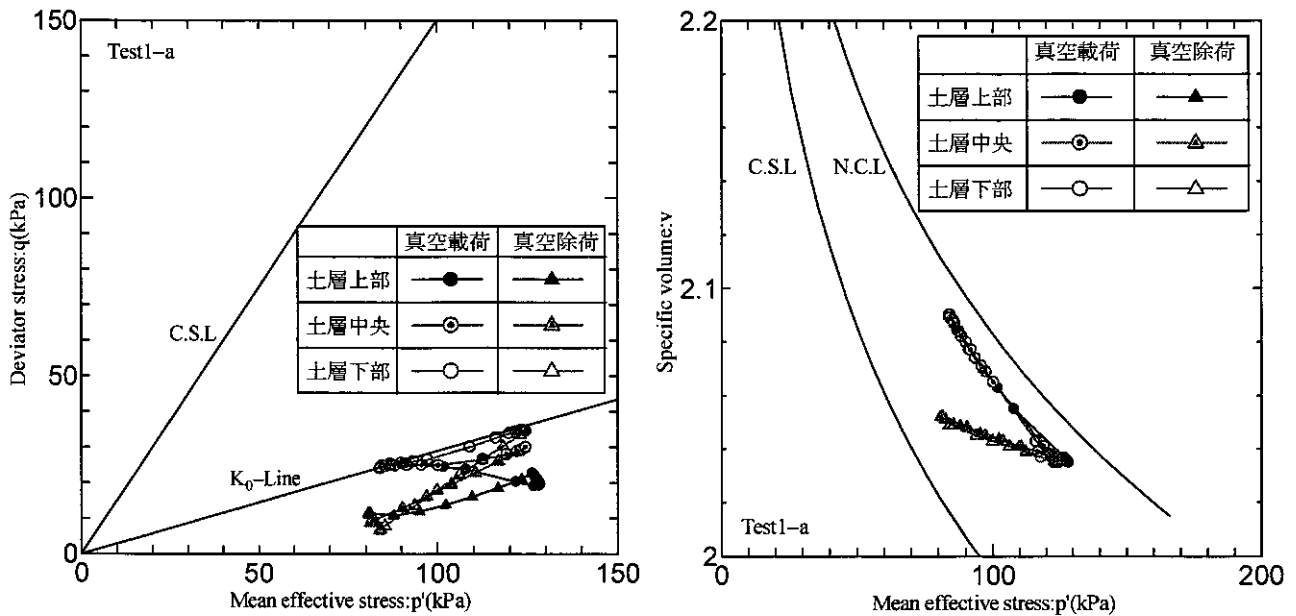 150
Test1-a
100
50
0
Deviator stress:q(kPa)
C.S.L
K0-Line
真空載荷 真空除荷
土層上部
土層中央
土層下部
0 50 100 150
Mean effective stress:p'(kPa)
2.2
2.1
2
Specific volume:v
真空載荷 真空除荷
土層上部
土層中央
土層下部
C.S.L N.C.L
Test1-a
0 100 200
Mean effective stress:p'(kPa)